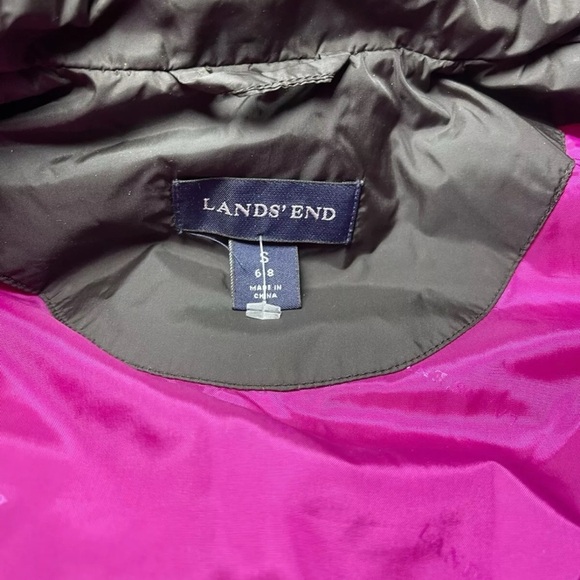 LANDS' END
S
6-8
MADE IN
CHINA